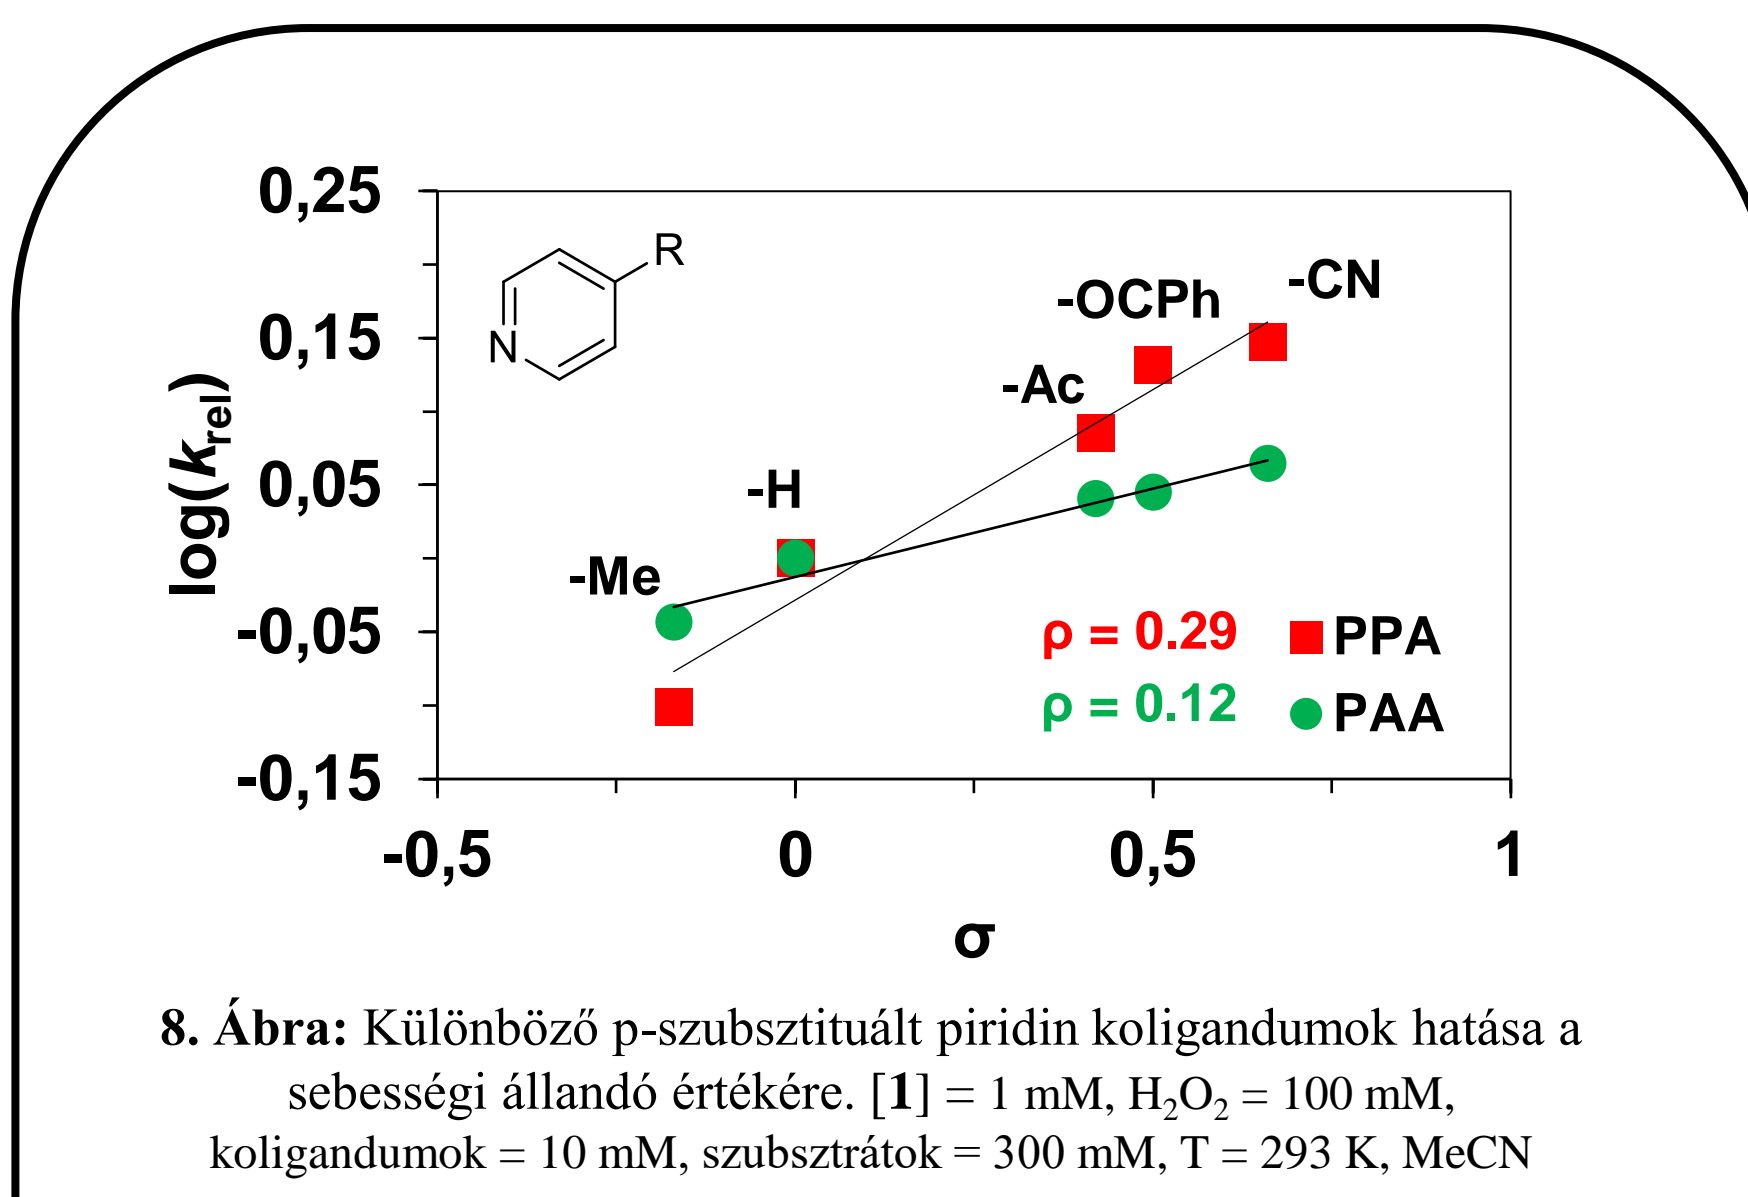 0,25
0,15
0,05
-0,05
-0,15
log(krel)
R
N
-CN
-OCPh
-Ac
-H
-Me
ρ = 0.29
PPA
ρ = 0.12
PAA
-0,5 0 0,5 1
σ
8. Ábra: Különböző p-szubsztituált piridin koligandumok hatása a
sebességi állandó értékére. [1] = 1 mM, H₂O₂ = 100 mM,
koligandumok = 10 mM, szubsztrátok = 300 mM, T = 293 K, MeCN